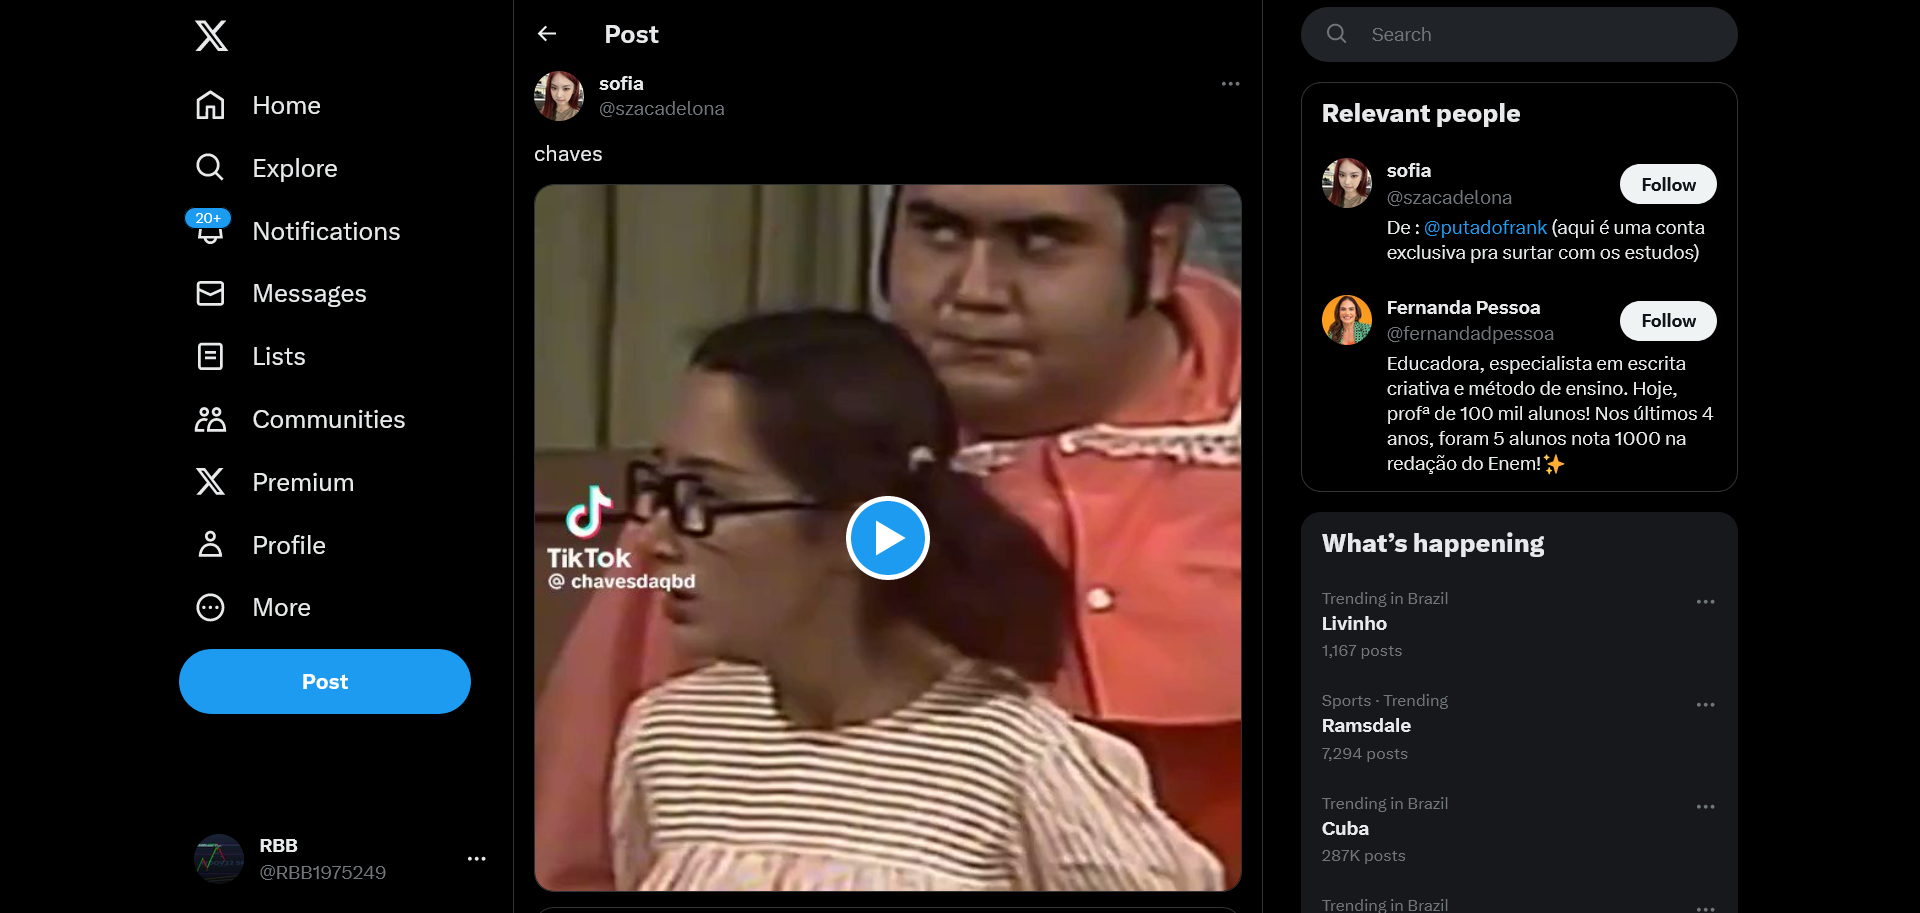 Home
Explore
20+
Notifications
Messages
Lists
Communities
Premium
Profile
More
Post
RBB
@RBB1975249
Post
sofia
@szacadelona
chaves
TikTok
@ chavesdaqbd
Search
Relevant people
sofia
@szacadelona
Follow
De : @putadofrank (aqui é uma conta
exclusiva pra surtar com os estudos)
Fernanda Pessoa
@fernandadpessoa
Follow
Educadora, especialista em escrita
criativa e método de ensino. Hoje,
profª de 100 mil alunos! Nos últimos 4
anos, foram 5 alunos nota 1000 na
redação do Enem!✨
What's happening
Trending in Brazil
Livinho
1,167 posts
Sports · Trending
Ramsdale
7,294 posts
Trending in Brazil
Cuba
287K posts
Trending in Brazil